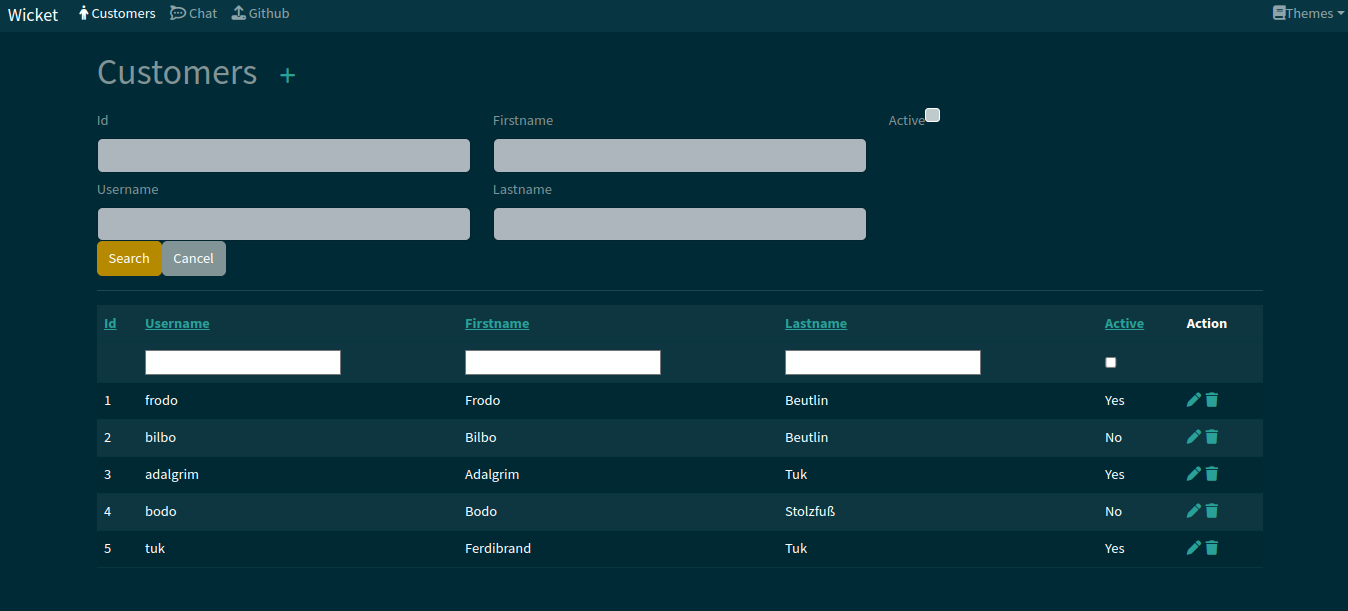 Wicket Customers Chat Github Themes
Customers +
Id Firstname Active
Username Lastname
Search Cancel
Id Username Firstname Lastname Active Action
1 frodo Frodo Beutlin Yes
2 bilbo Bilbo Beutlin No
3 adalgrim Adalgrim Tuk Yes
4 bodo Bodo Stolzfuß No
5 tuk Ferdibrand Tuk Yes